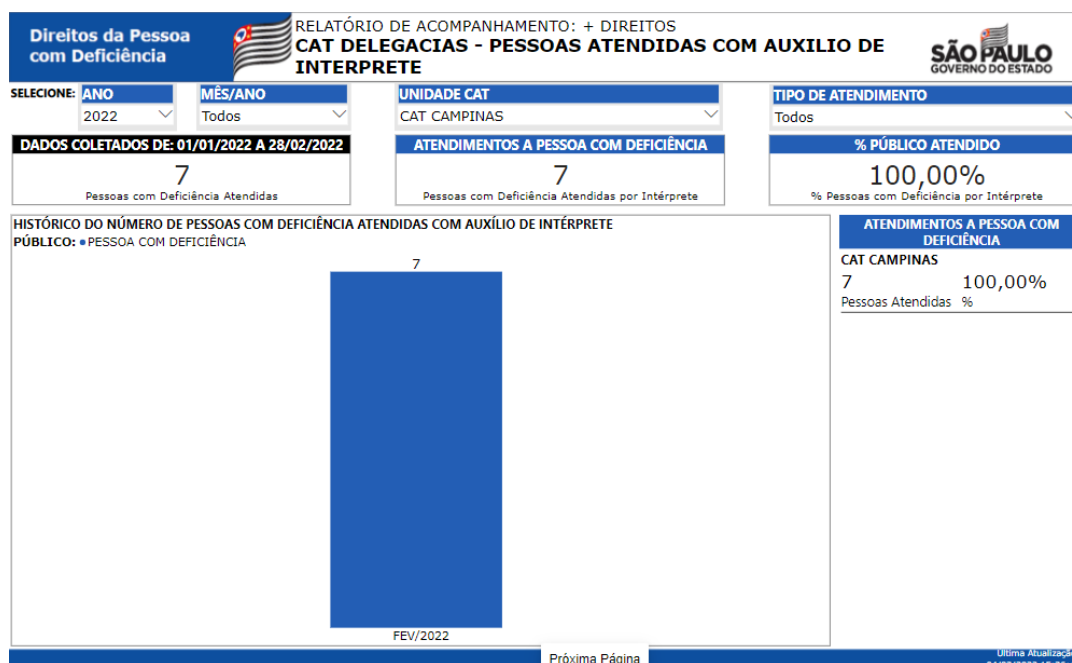 Direitos da Pessoa
com Deficiência
RELATÓRIO DE ACOMPANHAMENTO: + DIREITOS
CAT DELEGACIAS - PESSOAS ATENDIDAS COM AUXILIO DE
INTERPRETE
SÃO PAULO
GOVERNO DO ESTADO
SELECIONE:
ANO
2022
MÊS/ANO
Todos
UNIDADE CAT
CAT CAMPINAS
TIPO DE ATENDIMENTO
Todos
DADOS COLETADOS DE: 01/01/2022 A 28/02/2022
7
Pessoas com Deficiência Atendidas
ATENDIMENTOS A PESSOA COM DEFICIÊNCIA
7
Pessoas com Deficiência Atendidas por Intérprete
% PÚBLICO ATENDIDO
100,00%
% Pessoas com Deficiência por Intérprete
HISTÓRICO DO NÚMERO DE PESSOAS COM DEFICIÊNCIA ATENDIDAS COM AUXÍLIO DE INTÉRPRETE
PÚBLICO: ●PESSOA COM DEFICIÊNCIA
7
FEV/2022
ATENDIMENTOS A PESSOA COM
DEFICIÊNCIA
CAT CAMPINAS
7 100,00%
Pessoas Atendidas %
Próxima Página
Última Atualização